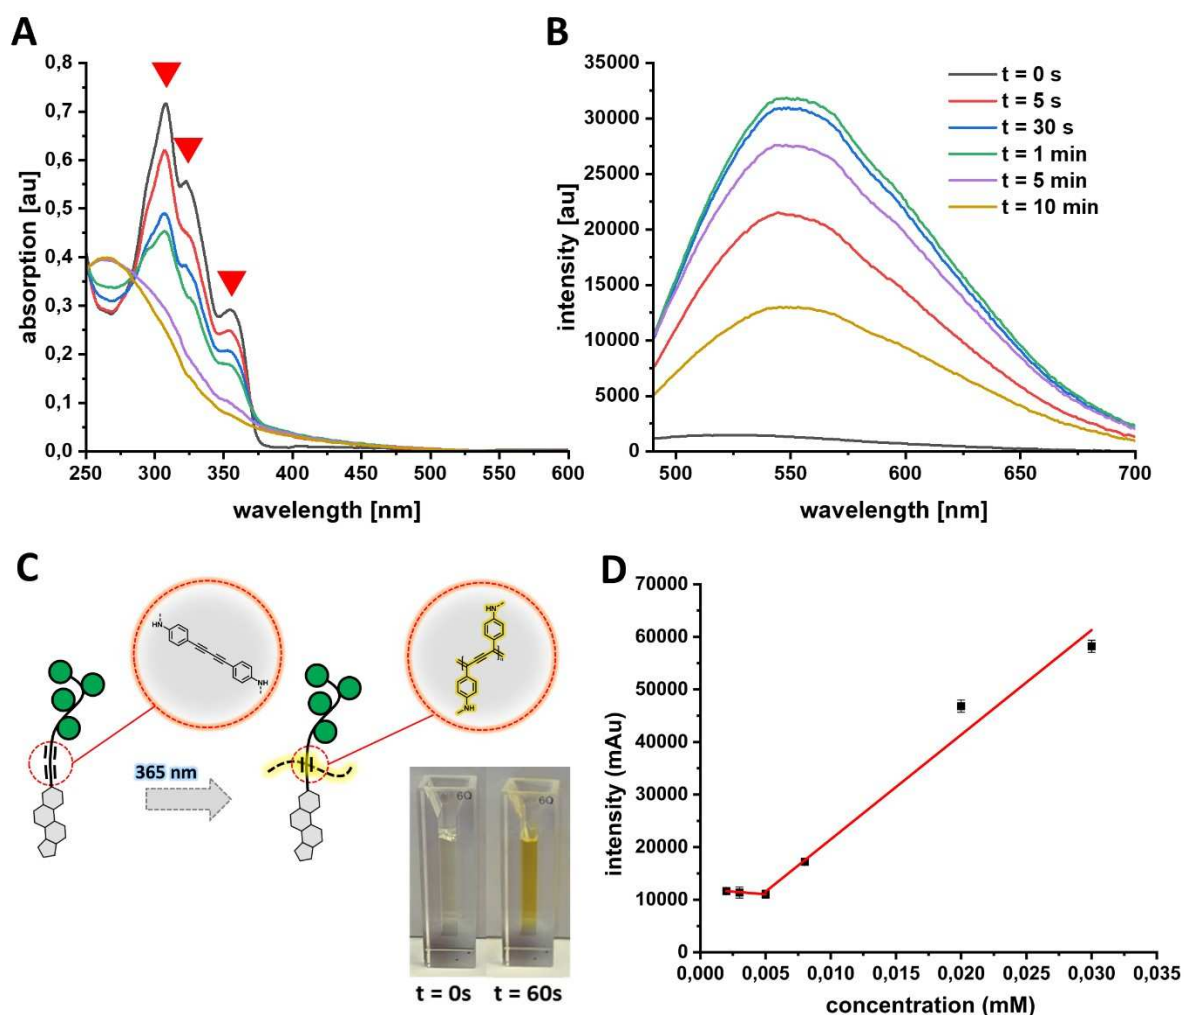 A
absorption [au]
0,8
0,7
0,6
0,5
0,4
0,3
0,2
0,1
0,0
250 300 350 400 450 500 550 600
wavelength [nm]
B
intensity [au]
35000
30000
25000
20000
15000
10000
5000
0
500 550 600 650 700
wavelength [nm]
t = 0 s
t = 5 s
t = 30 s
t = 1 min
t = 5 min
t = 10 min
C
HN
NH
365 nm
HN
NH
6Q
6Q
t = 0s
t = 60s
D
intensity (mAu)
70000
60000
50000
40000
30000
20000
10000
0
0,000 0,005 0,010 0,015 0,020 0,025 0,030 0,035
concentration (mM)